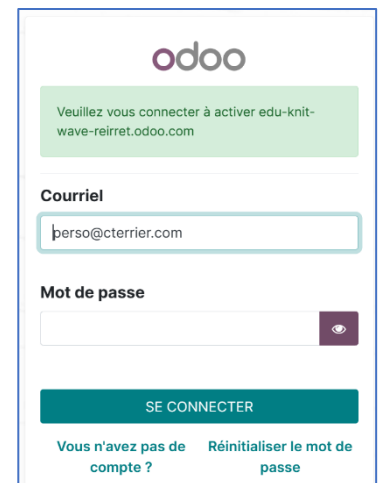 odoo
Veuillez vous connecter à activer edu-knit-
wave-reirret.odoo.com
Courriel
perso@cterrier.com
Mot de passe
SE CONNECTER
Vous n'avez pas de compte ?
Réinitialiser le mot de passe